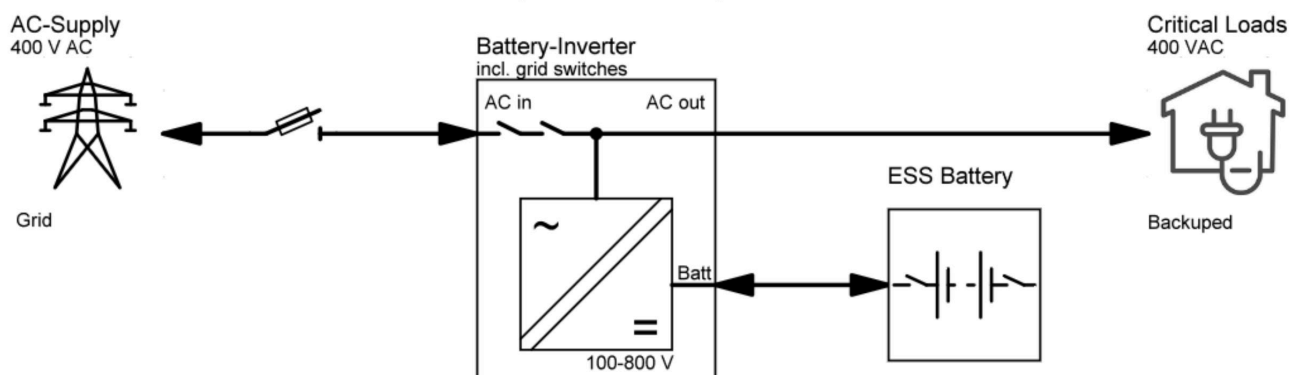 AC-Supply
400 V AC
Grid
Battery-Inverter
incl. grid switches
AC in
AC out
~
=
Batt
100-800 V
ESS Battery
Critical Loads
400 VAC
Backuped